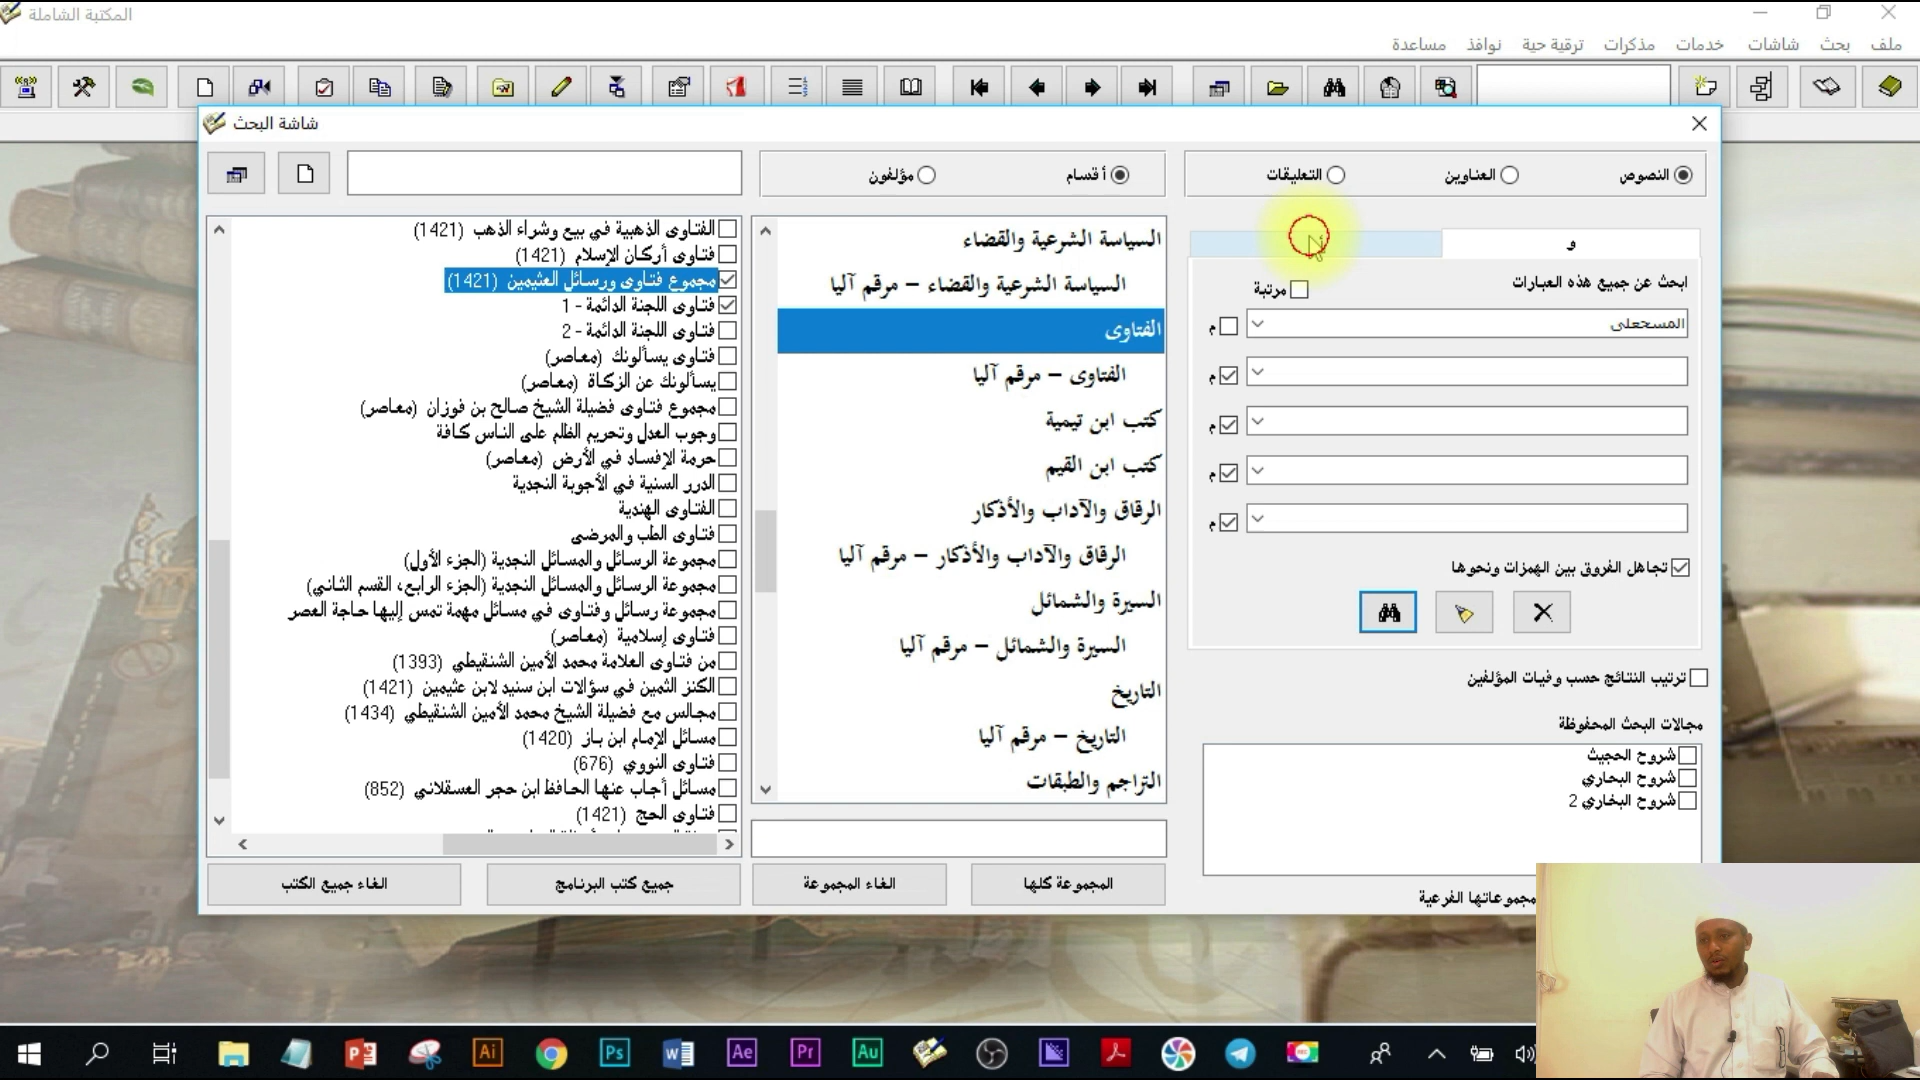 المكتبة الشاملة
ملف بحث شاشات خدمات مذكرات ترقية حية نوافذ مساعدة
شاشة البحث
النصوص العناوين التعليقات
أقسام مؤلفون
و
ابحث عن جميع هذه العبارات
مرتبة
المسحعلى
م
م
م
م
م
تجاهل الفروق بين الهمزات ونحوها
ترتيب النتائج حسب وفيات المؤلفين
مجالات البحث المحفوظة
شروح الحجيث
شروح البحاري
شروح البخاري 2
مجموعاتها الفرعية
السياسة الشرعية والقضاء
السياسة الشرعية والقضاء - مرقم آليا
الفتاوى
الفتاوى - مرقم آليا
كتب ابن تيمية
كتب ابن القيم
الرقاق والآداب والأذكار
الرقاق والآداب والأذكار - مرقم آليا
السيرة والشمائل
السيرة والشمائل - مرقم آليا
التاريخ
التاريخ - مرقم آليا
التراجم والطبقات
المجموعة كلها
الغاء المجموعة
الفتاوى الذهبية في بيع وشراء الذهب (1421)
فتاوى أركان الإسلام (1421)
مجموع فتاوى ورسائل العثيمين (1421)
فتاوى اللجنة الدائمة - 1
فتاوى اللجنة الدائمة - 2
فتاوى يسألونك (معاصر)
يسألونك عن الزكاة (معاصر)
مجموع فتاوى فضيلة الشيخ صالح بن فوزان (معاصر)
وجوب العدل وتحريم الظلم على الناس كافة
حرمة الإفساد في الأرض (معاصر)
الدرر السنية في الأجوبة النجدية
الفتاوى الهندية
فتاوى الطب والمرضى
مجموعة الرسائل والمسائل النجدية (الجزء الأول)
مجموعة الرسائل والمسائل النجدية (الجزء الرابع، القسم الثاني)
مجموعة رسائل وفتاوى في مسائل مهمة تمس إليها حاجة العصر
فتاوى إسلامية (معاصر)
من فتاوى العلامة محمد الأمين الشنقيطي (1393)
الكنز الثمين في سؤالات ابن سنيد لابن عثيمين (1421)
مجالس مع فضيلة الشيخ محمد الأمين الشنقيطي (1434)
مسائل الإمام ابن باز (1420)
فتاوى النووي (676)
مسائل أجاب عنها الحافظ ابن حجر العسقلاني (852)
فتاوى الحج (1421)
جميع كتب البرنامج
الغاء جميع الكتب
Ai Ps Ae Pr Au